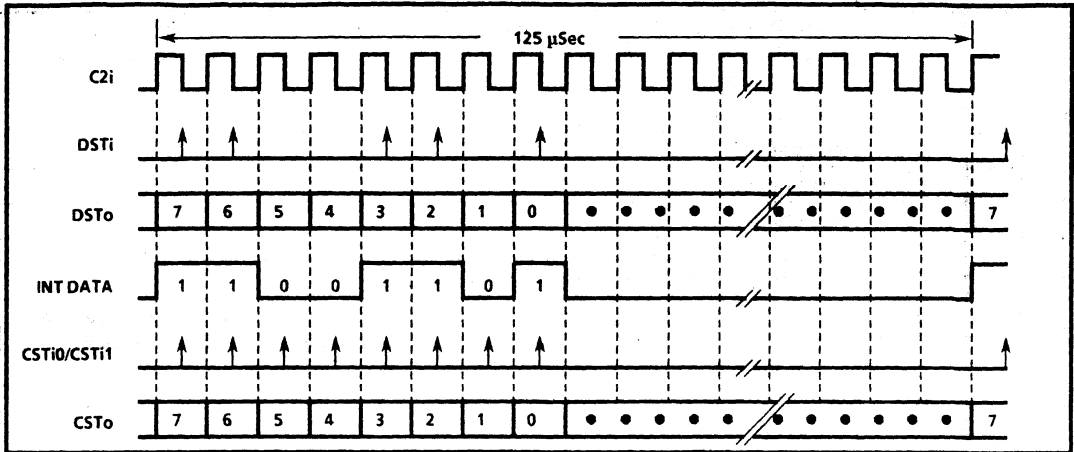 125 µSec
C2i
DSTi
DSTo 7 6 5 4 3 2 1 0 • • • • • • • • • • • 7
INT DATA 1 1 0 0 1 1 0 1
CSTi0/CSTi1
CSTo 7 6 5 4 3 2 1 0 • • • • • • • • • • • 7